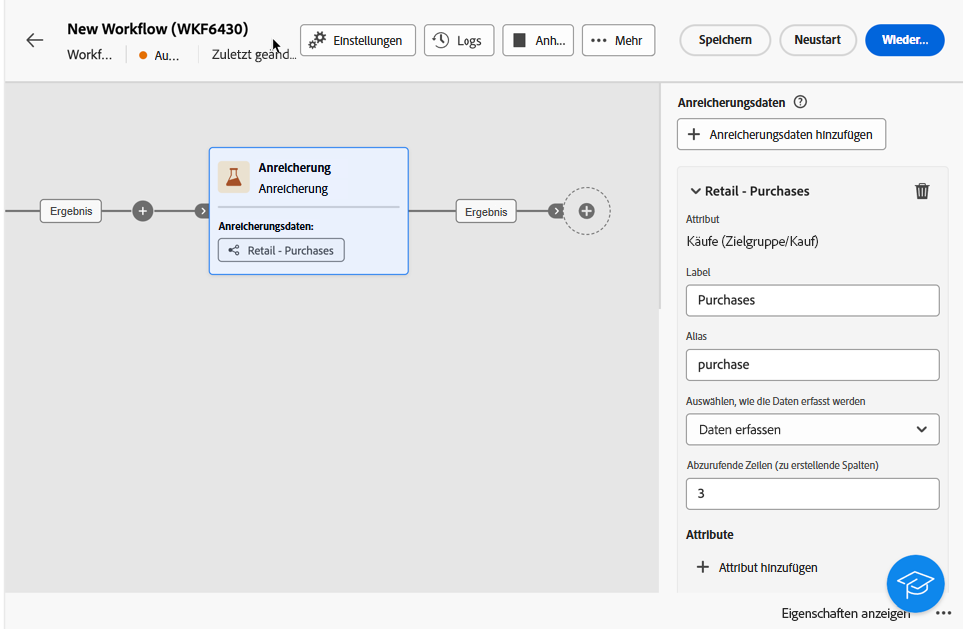 New Workflow (WKF6430)
Workf...
Au...
Zuletzt geänd...
Einstellungen
Logs
Anh...
Mehr
Speichern
Neustart
Wieder...
Ergebnis
Anreicherung
Anreicherung
Anreicherungsdaten:
Retail - Purchases
Ergebnis
Anreicherungsdaten
Anreicherungsdaten hinzufügen
Retail - Purchases
Attribut
Käufe (Zielgruppe/Kauf)
Label
Purchases
Alias
purchase
Auswählen, wie die Daten erfasst werden
Daten erfassen
Abzurufende Zeilen (zu erstellende Spalten)
3
Attribute
Attribut hinzufügen
Eigenschaften anzeigen